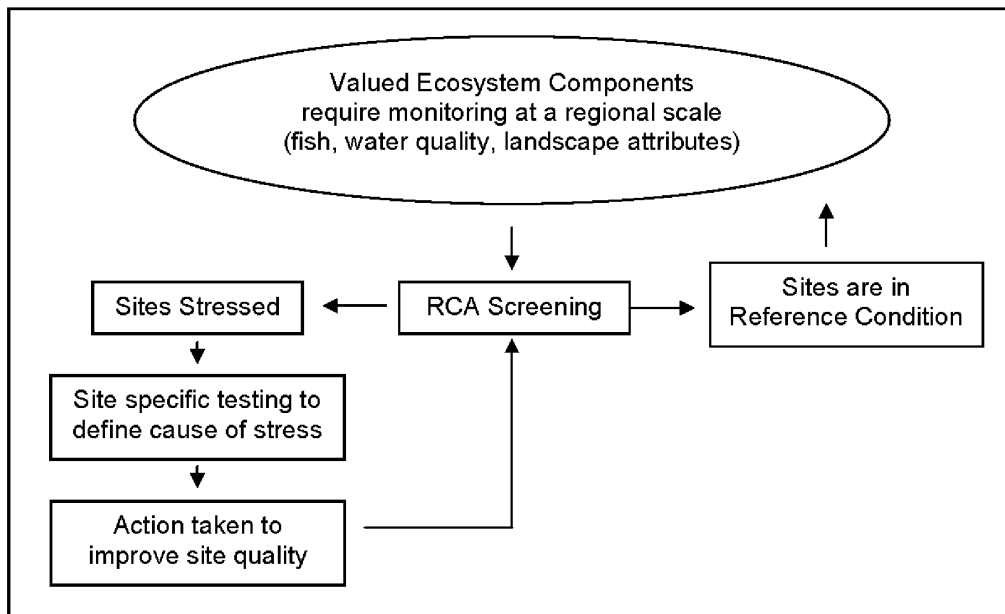 Valued Ecosystem Components
require monitoring at a regional scale
(fish, water quality, landscape attributes)
Sites Stressed
RCA Screening
Sites are in
Reference Condition
Site specific testing to
define cause of stress
Action taken to
improve site quality